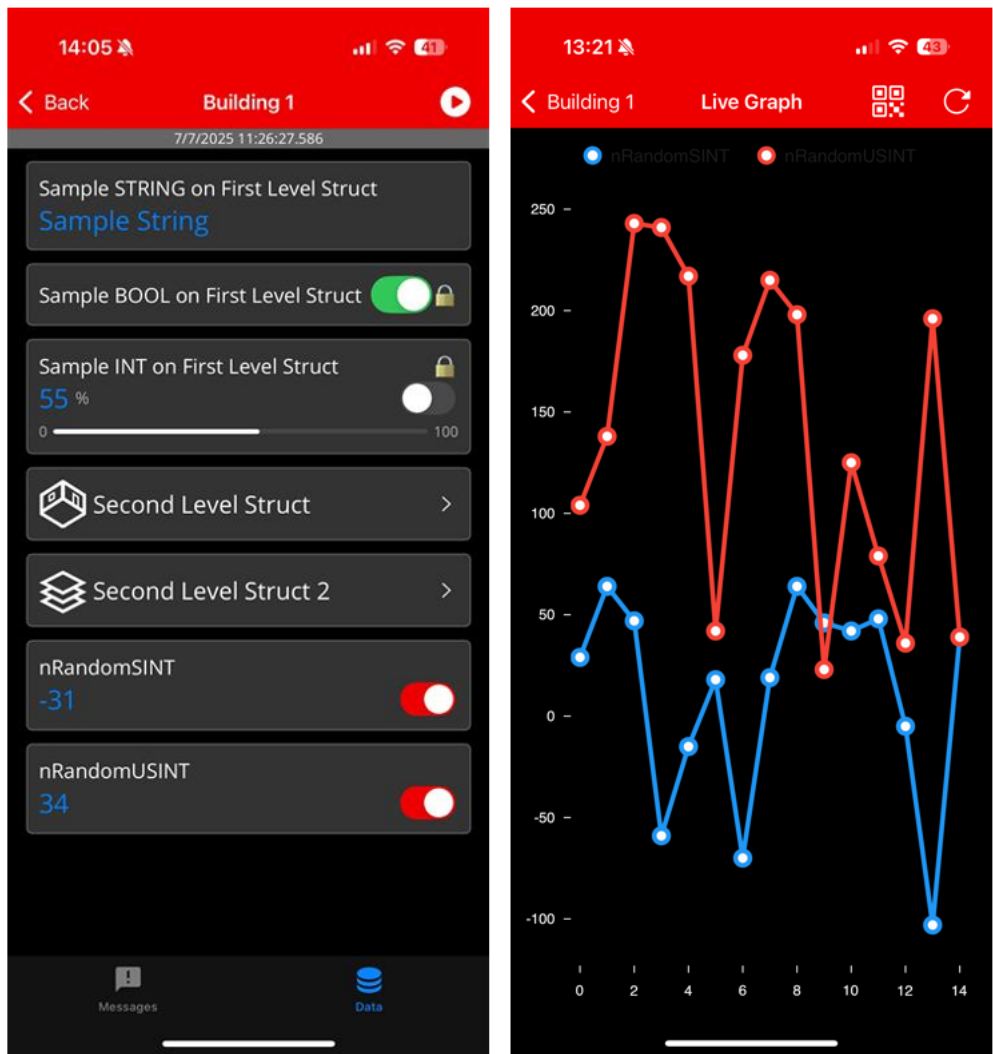 14:05
41
Back
Building 1
7/7/2025 11:26:27.586
Sample STRING on First Level Struct
Sample String
Sample BOOL on First Level Struct
Sample INT on First Level Struct
55 %
0
100
Second Level Struct
Second Level Struct 2
nRandomSINT
-31
nRandomUSINT
34
Messages
Data
13:21
43
Building 1
Live Graph
nRandomSINT
nRandomUSINT
250
200
150
100
50
0
-50
-100
0 2 4 6 8 10 12 14